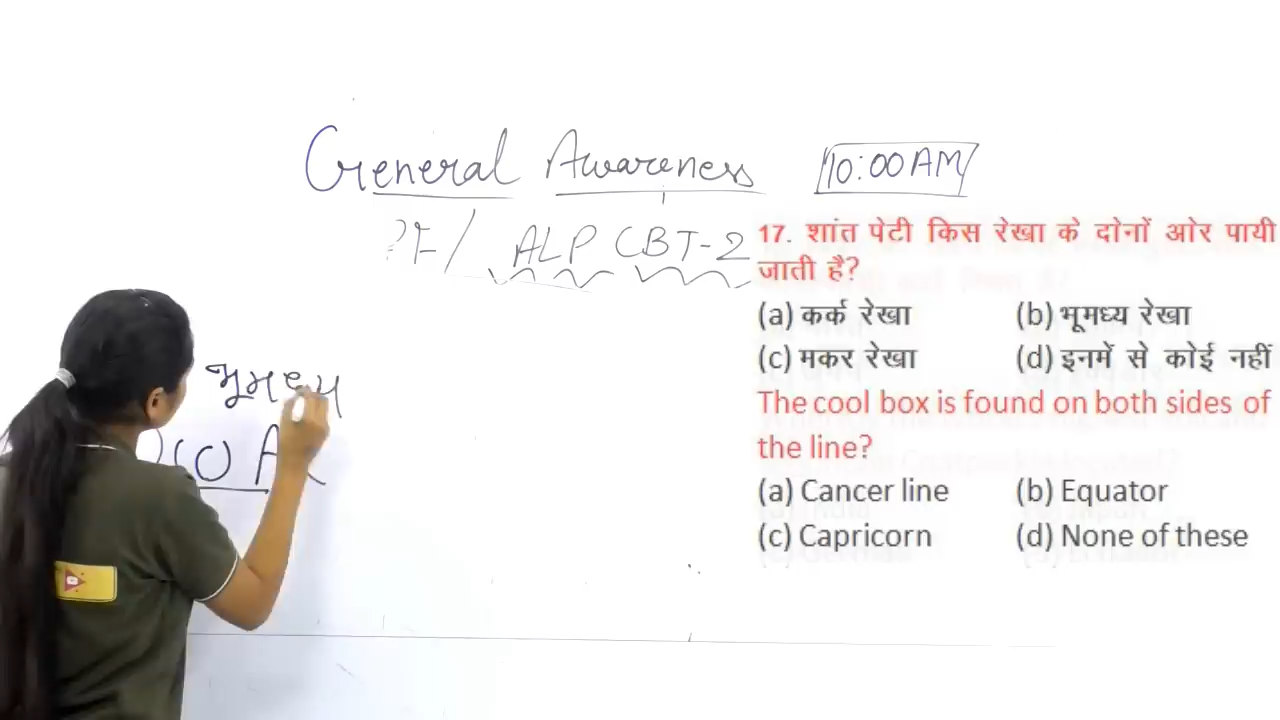 General Awareness 10:00AM
ALP CBT-2
17. शांत पेटी किस रेखा के दोनों ओर पायी
जाती है?
(a) कर्क रेखा (b) भूमध्य रेखा
(c) मकर रेखा (d) इनमें से कोई नहीं
The cool box is found on both sides of
the line?
(a) Cancer line (b) Equator
(c) Capricorn (d) None of these
भुमध्य